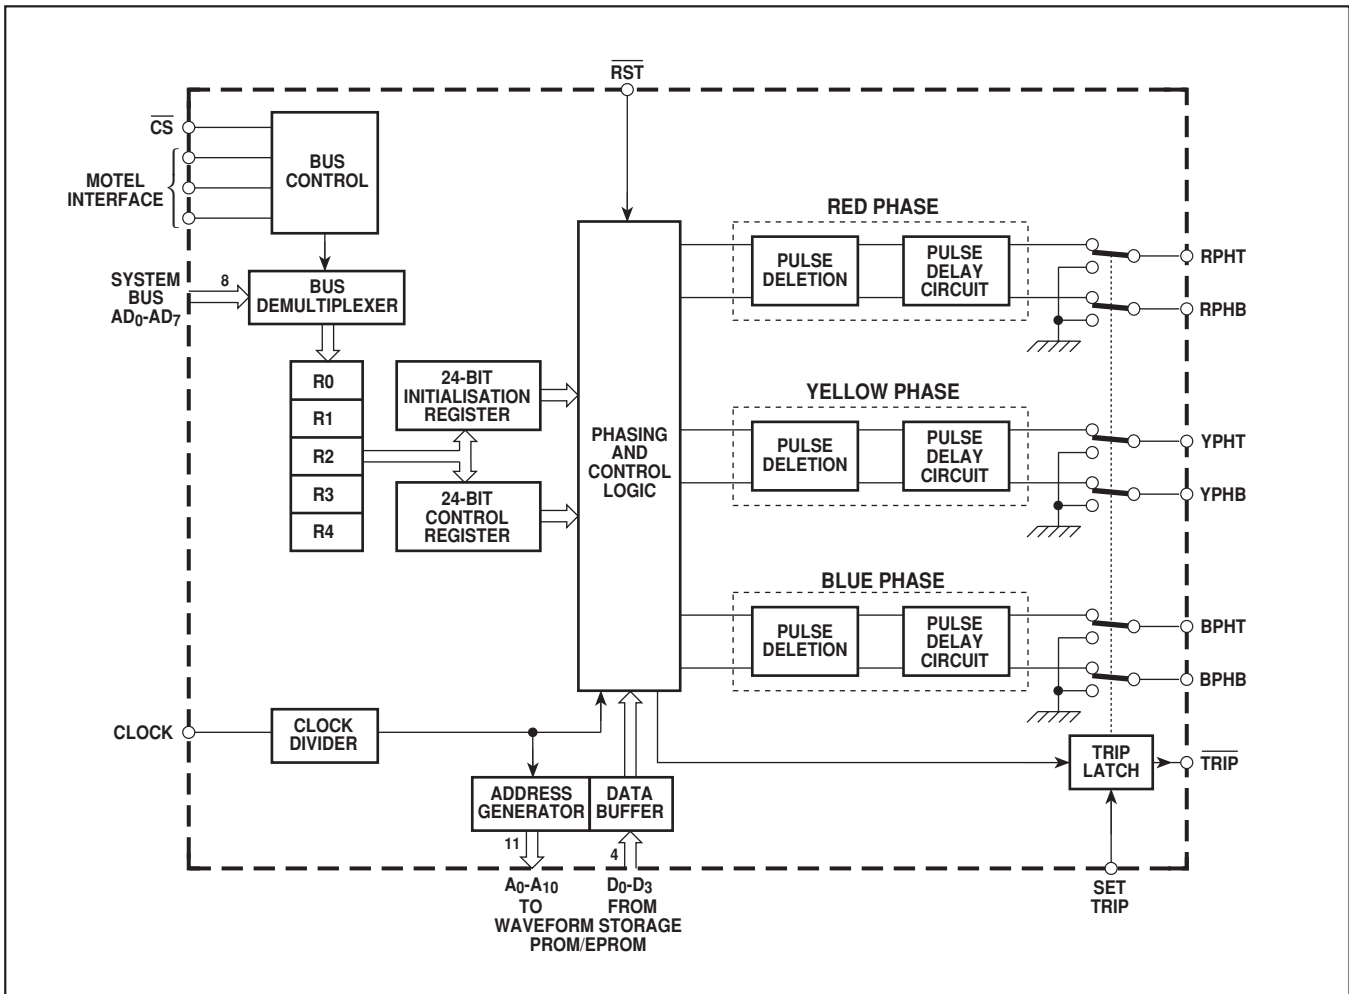 R̅S̅T̅
C̅S̅
MOTEL
INTERFACE
BUS
CONTROL
SYSTEM
BUS
AD0-AD7
8
BUS
DEMULTIPLEXER
R0
R1
R2
R3
R4
24-BIT
INITIALISATION
REGISTER
24-BIT
CONTROL
REGISTER
PHASING
AND
CONTROL
LOGIC
RED PHASE
PULSE
DELETION
PULSE
DELAY
CIRCUIT
RPHT
RPHB
YELLOW PHASE
PULSE
DELETION
PULSE
DELAY
CIRCUIT
YPHT
YPHB
BLUE PHASE
PULSE
DELETION
PULSE
DELAY
CIRCUIT
BPHT
BPHB
CLOCK
CLOCK
DIVIDER
ADDRESS
GENERATOR
DATA
BUFFER
TRIP
LATCH
T̅R̅I̅P̅
11
4
A0-A10
TO
D0-D3
FROM
WAVEFORM STORAGE
PROM/EPROM
SET
TRIP